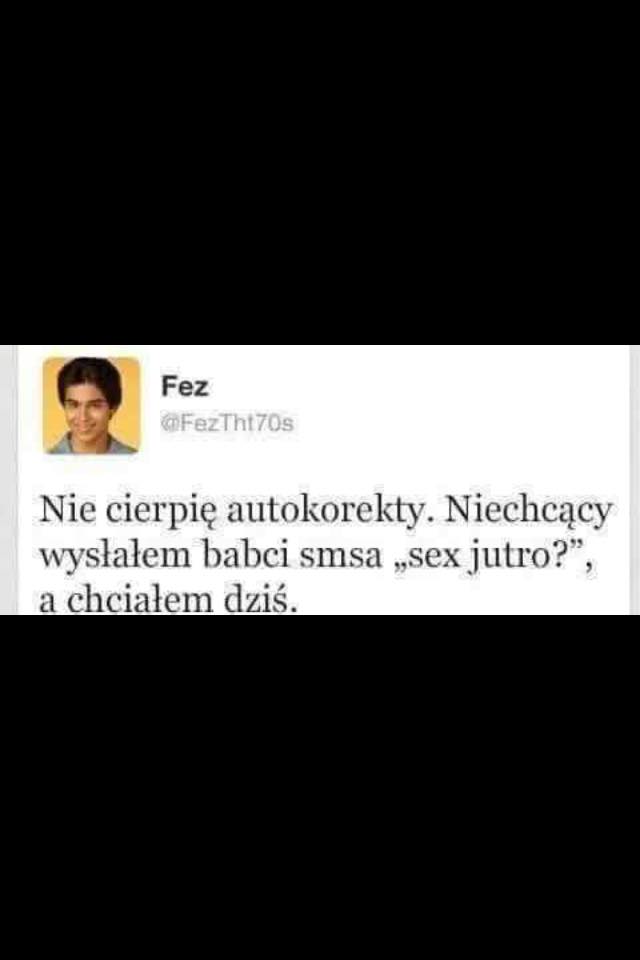 Fez
@FezTht70s
Nie cierpię autokorekty. Niechcący
wysłałem babci smsa „sex jutro?”,
a chciałem dziś.